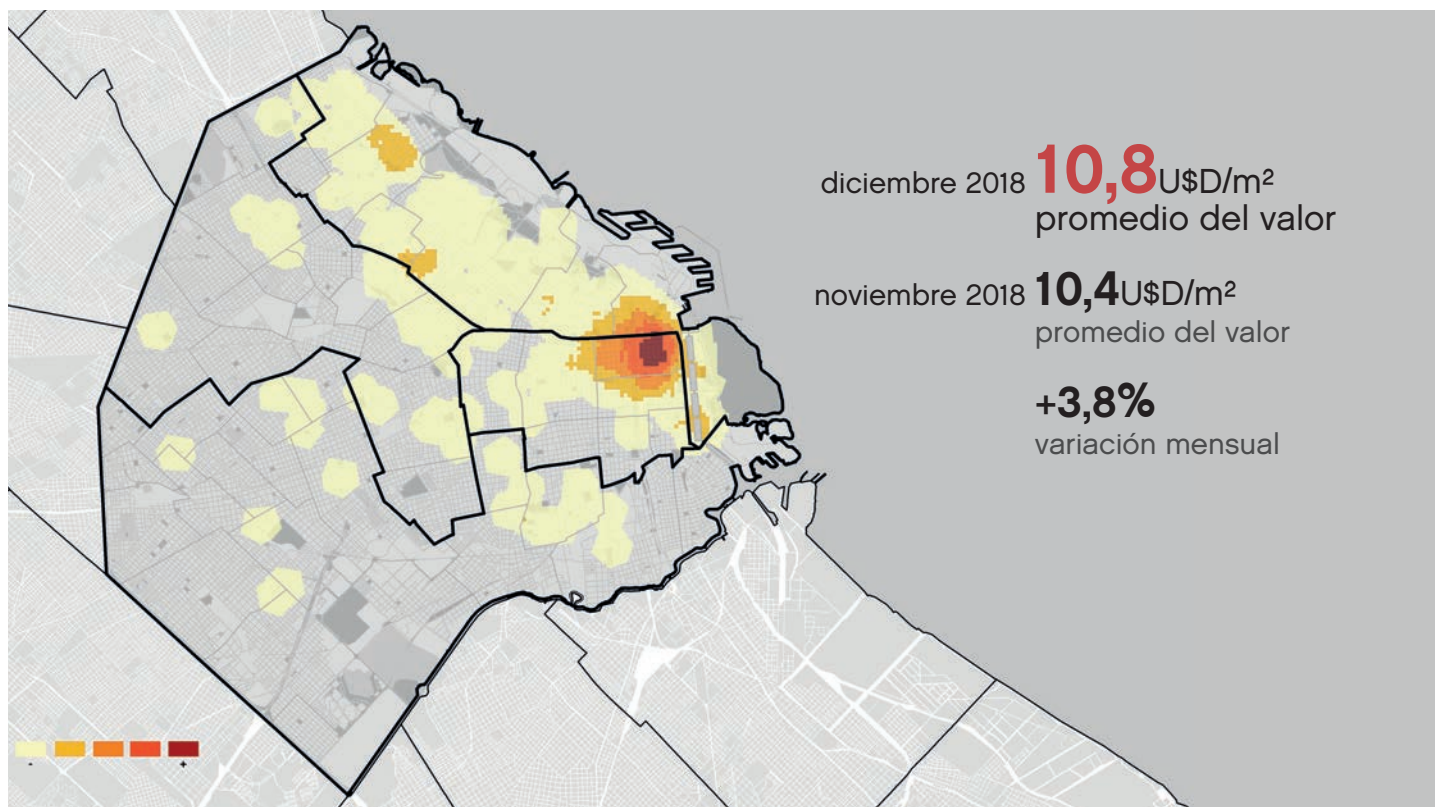 diciembre 2018 10,8U$D/m²
promedio del valor
noviembre 2018 10,4U$D/m²
promedio del valor
+3,8%
variación mensual
- +